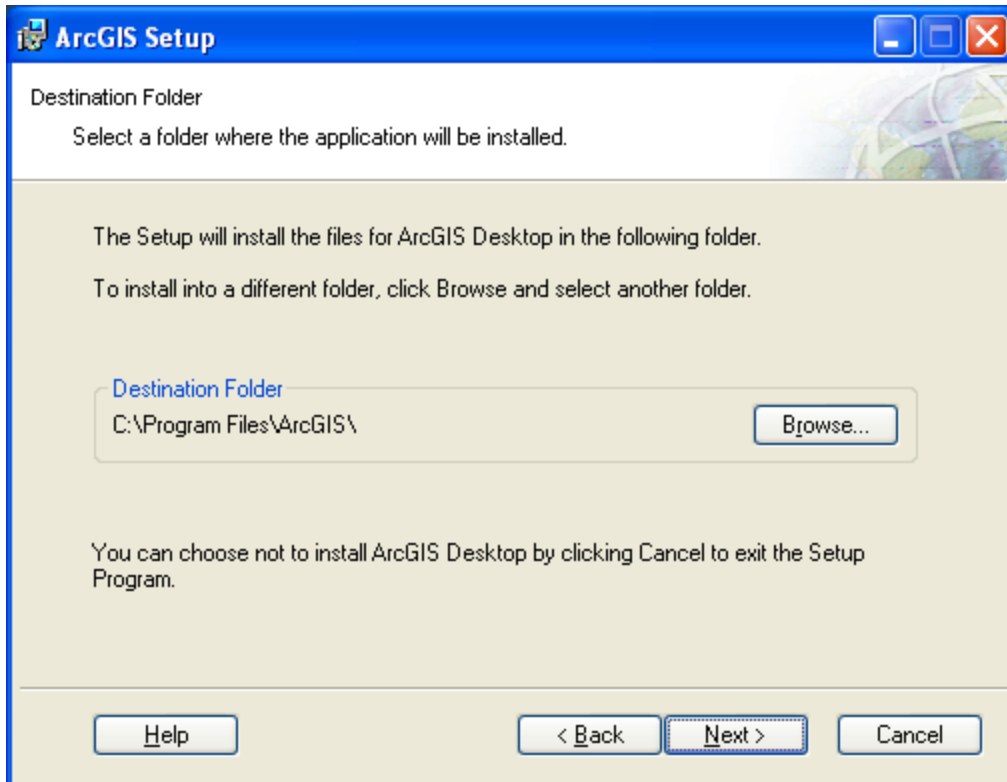 ArcGIS Setup
Destination Folder
Select a folder where the application will be installed.
The Setup will install the files for ArcGIS Desktop in the following folder.
To install into a different folder, click Browse and select another folder.
Destination Folder
C:\Program Files\ArcGIS\
Browse...
You can choose not to install ArcGIS Desktop by clicking Cancel to exit the Setup
Program.
Help
< Back
Next >
Cancel